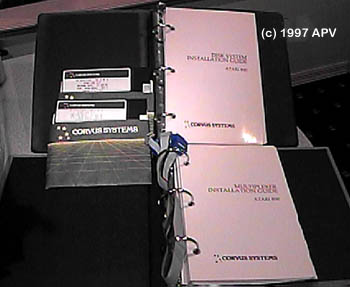 (c) 1997 APV
DISK SYSTEM
INSTALLATION GUIDE
ATARI 800
CORVUS SYSTEMS
CORVUS SYSTEMS
MULTIPLEXER
INSTALLATION GUIDE
ATARI 800
CORVUS SYSTEMS